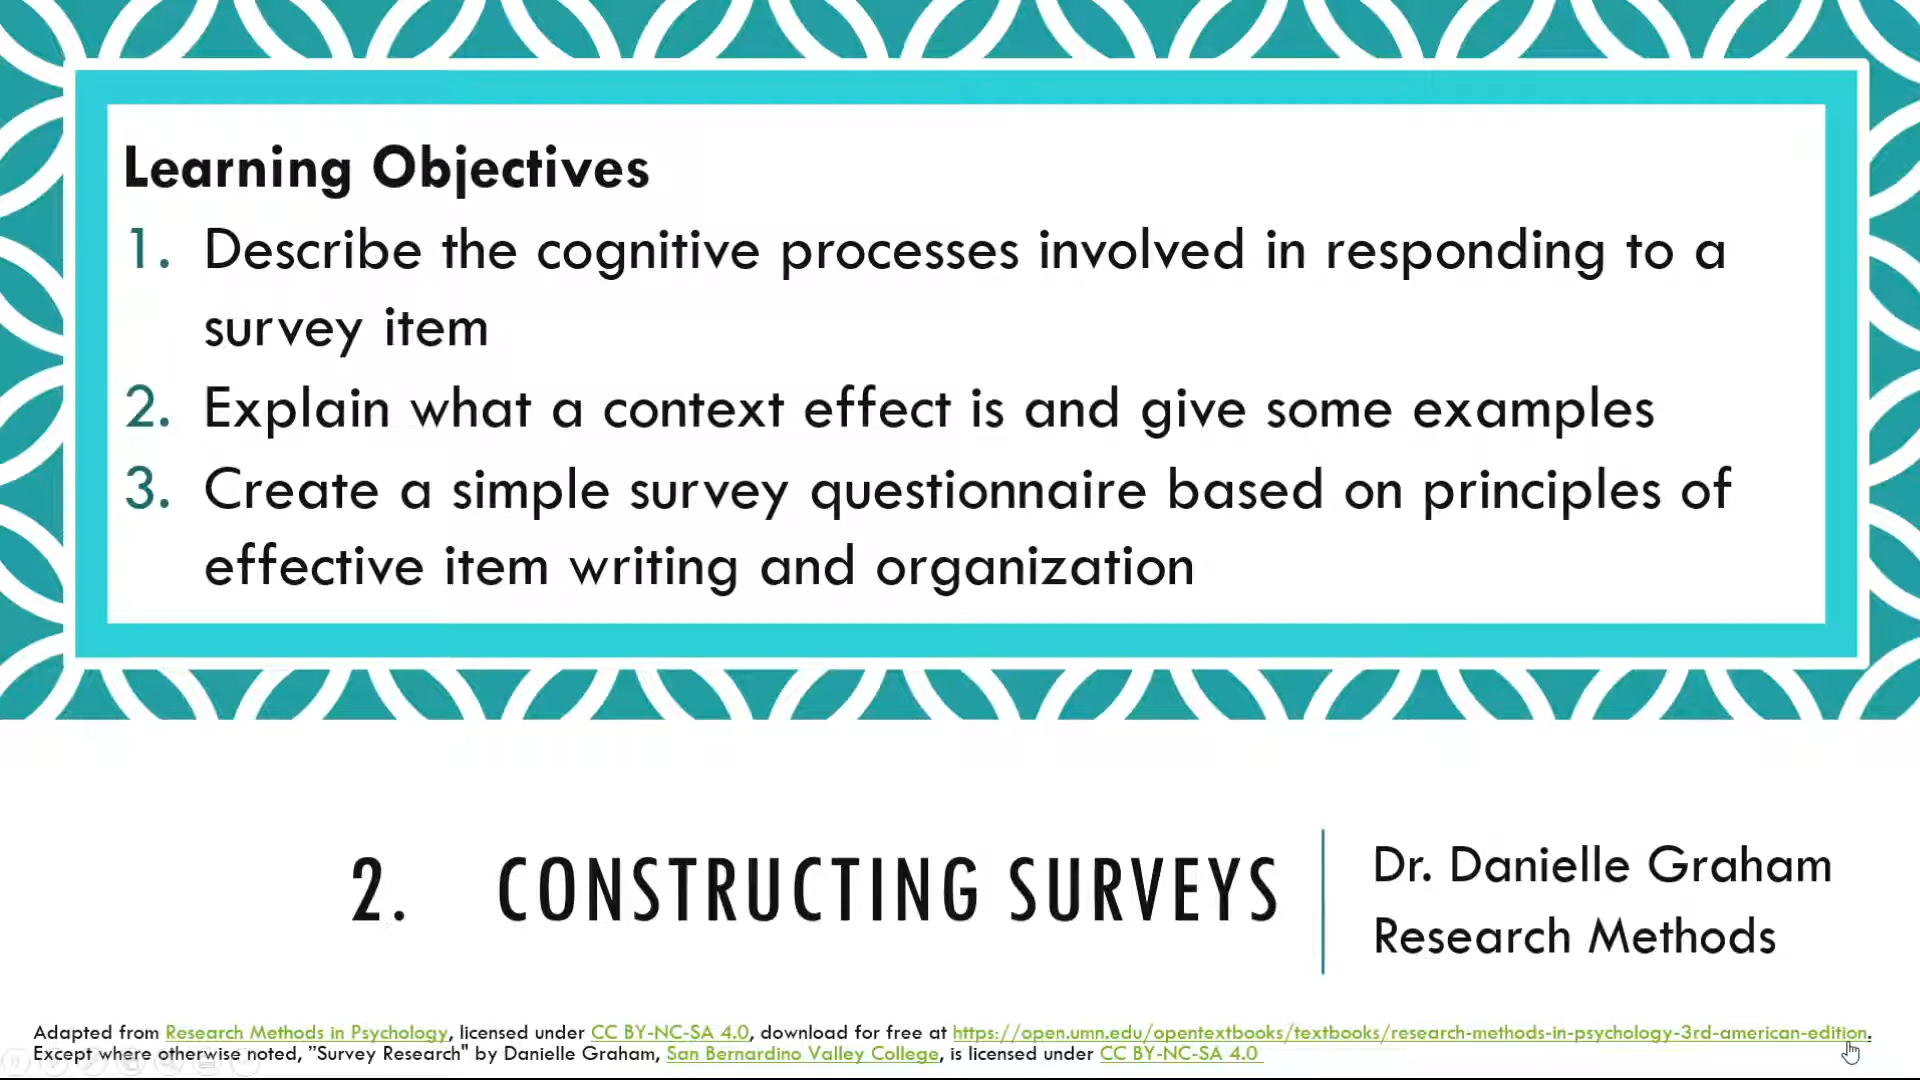 Learning Objectives
1. Describe the cognitive processes involved in responding to a
survey item
2. Explain what a context effect is and give some examples
3. Create a simple survey questionnaire based on principles of
effective item writing and organization
2. CONSTRUCTING SURVEYS
Dr. Danielle Graham
Research Methods
Adapted from Research Methods in Psychology, licensed under CC BY-NC-SA 4.0, download for free at https://open.umn.edu/opentextbooks/textbooks/research-methods-in-psychology-3rd-american-edition.
Except where otherwise noted, ”Survey Research" by Danielle Graham, San Bernardino Valley College, is licensed under CC BY-NC-SA 4.0